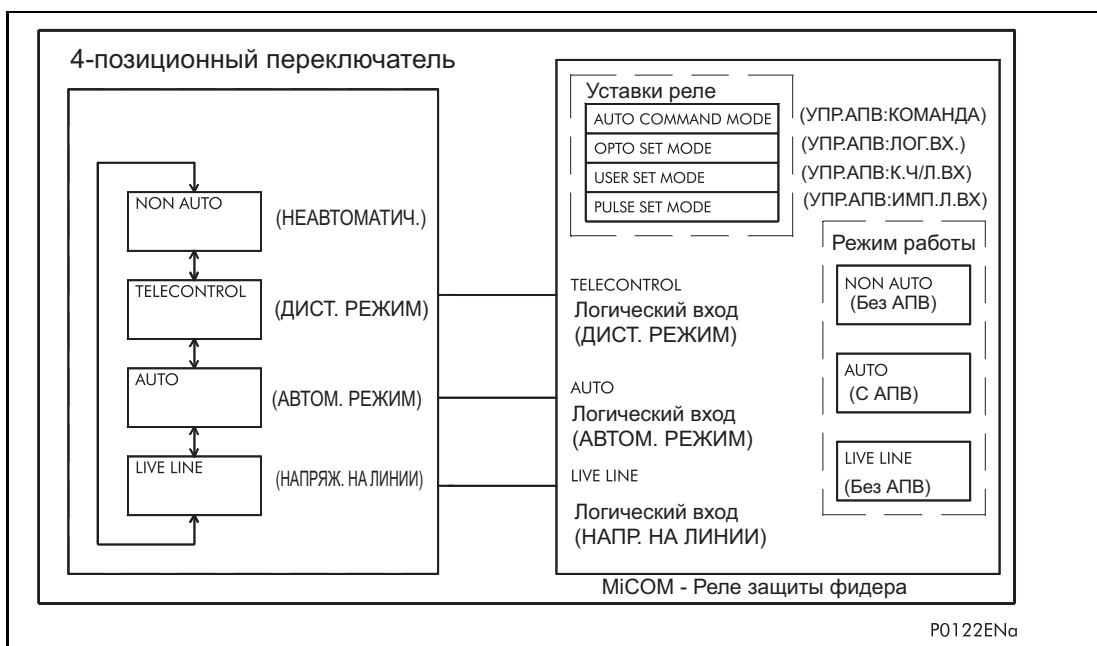 4-позиционный переключатель
NON AUTO
(НЕАВТОМАТИЧ.)
TELECONTROL
(ДИСТ. РЕЖИМ)
AUTO
(АВТОМ. РЕЖИМ)
LIVE LINE
(НАПРЯЖ. НА ЛИНИИ)
Уставки реле
AUTO COMMAND MODE
(УПР.АПВ:КОМАНДА)
OPTO SET MODE
(УПР.АПВ:ЛОГ.ВХ.)
USER SET MODE
(УПР.АПВ:К.Ч/Л.ВХ)
PULSE SET MODE
(УПР.АПВ:ИМП.Л.ВХ)
TELECONTROL
Логический вход
(ДИСТ. РЕЖИМ)
AUTO
Логический вход
(АВТОМ. РЕЖИМ)
LIVE LINE
Логический вход
(НАПР. НА ЛИНИИ)
Режим работы
NON AUTO
(Без АПВ)
AUTO
(С АПВ)
LIVE LINE
(Без АПВ)
MiCOM - Реле защиты фидера
P0122ENa